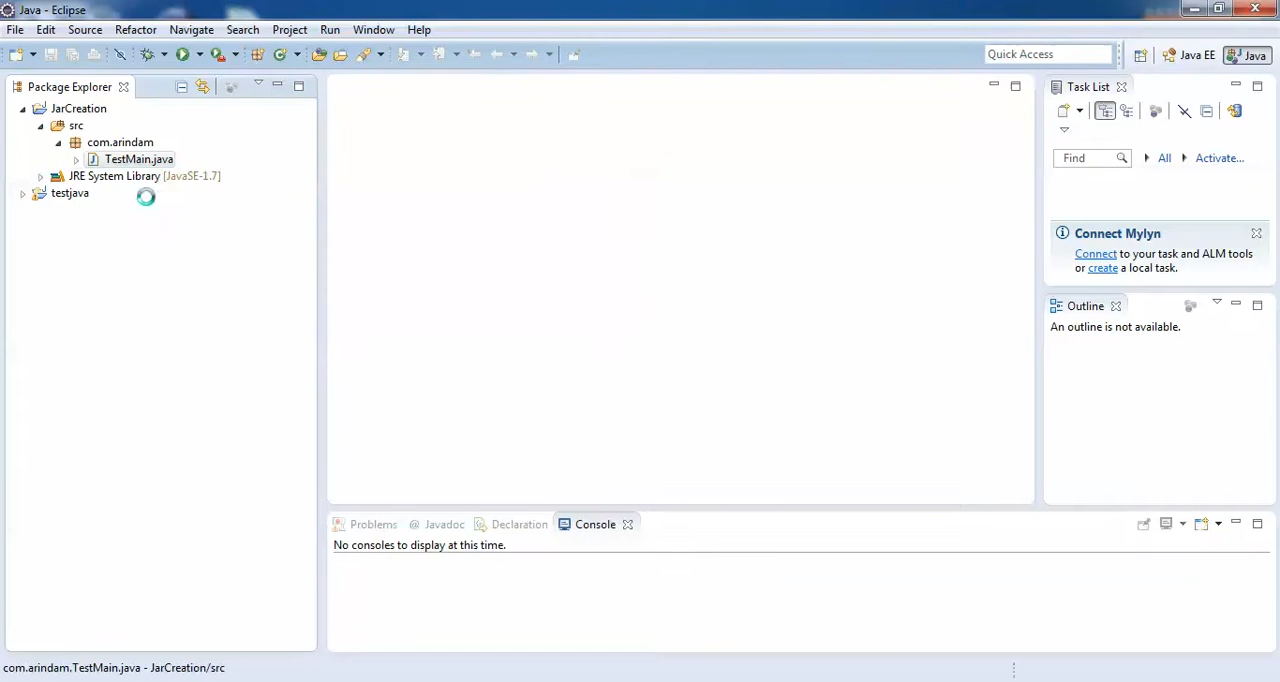 Java - Eclipse
File Edit Source Refactor Navigate Search Project Run Window Help
Quick Access Java EE Java
Package Explorer
JarCreation
src
com.arindam
TestMain.java
JRE System Library [JavaSE-1.7]
testjava
Task List
Find All Activate...
Connect Mylyn
Connect to your task and ALM tools
or create a local task.
Outline
An outline is not available.
Problems @ Javadoc Declaration Console
No consoles to display at this time.
com.arindam.TestMain.java - JarCreation/src